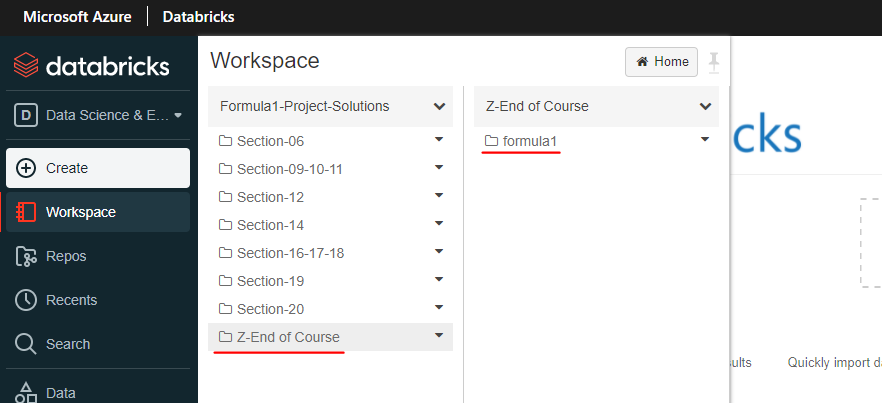 Microsoft Azure | Databricks
databricks
D Data Science & E...
Create
Workspace
Repos
Recents
Search
Data
Workspace
Home
Formula1-Project-Solutions
Section-06
Section-09-10-11
Section-12
Section-14
Section-16-17-18
Section-19
Section-20
Z-End of Course
Z-End of Course
formula1
cks
ults Quickly import da